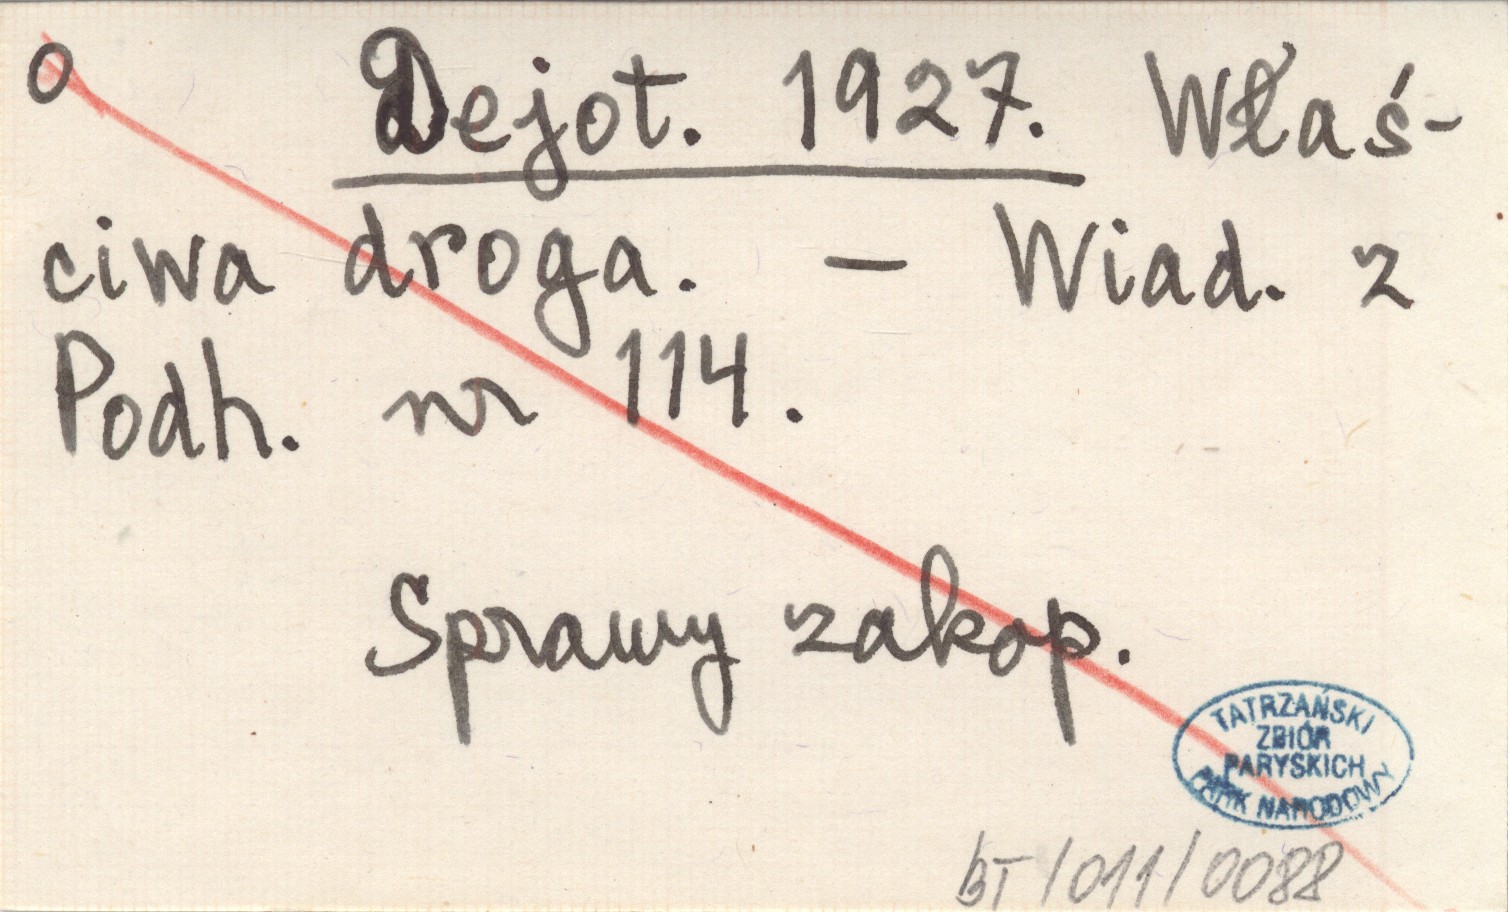 o Dejot. 1927. Właś-
ciwa droga. — Wiad. z
Podh. nr 114.
Sprawy zakop.
TATRZAŃSKI
ZBIÓR
PARYSKICH
PARK NARODOWY
BT/011/0088